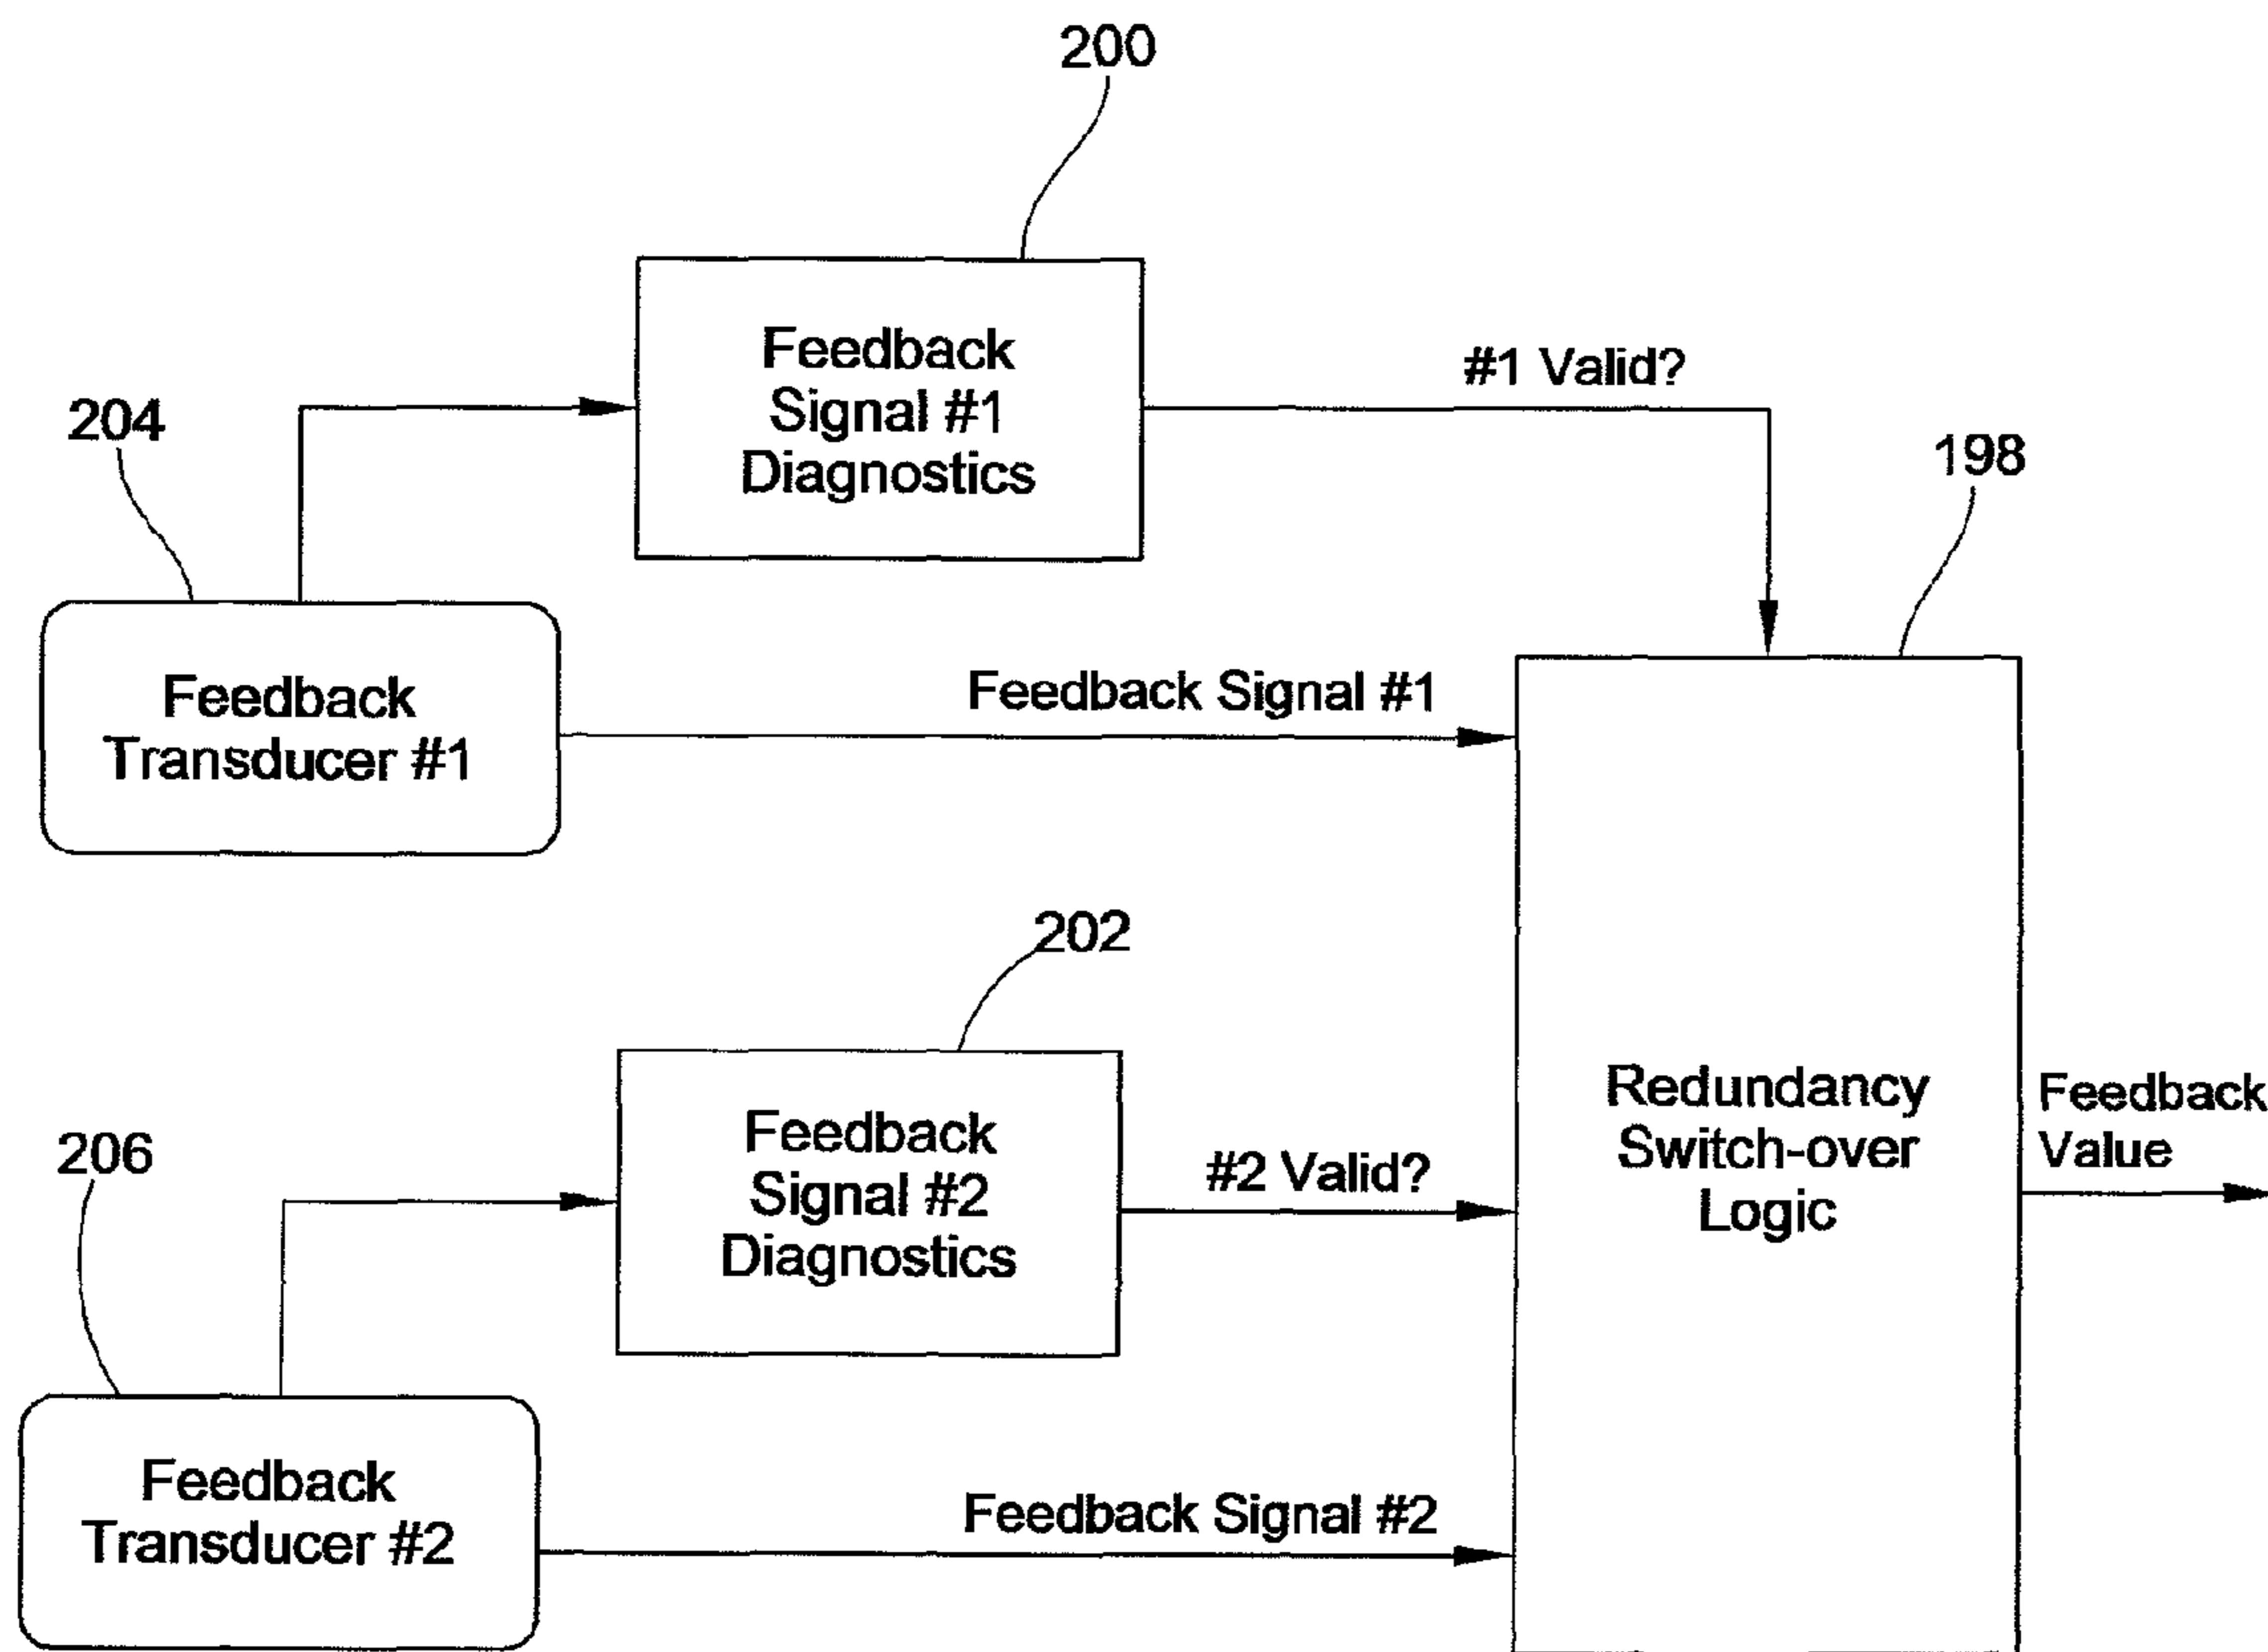 200
Feedback
Signal #1
Diagnostics
#1 Valid?
204
198
Feedback
Transducer #1
Feedback Signal #1
202
Feedback
Signal #2
Diagnostics
#2 Valid?
Redundancy
Switch-over
Logic
Feedback
Value
206
Feedback
Transducer #2
Feedback Signal #2